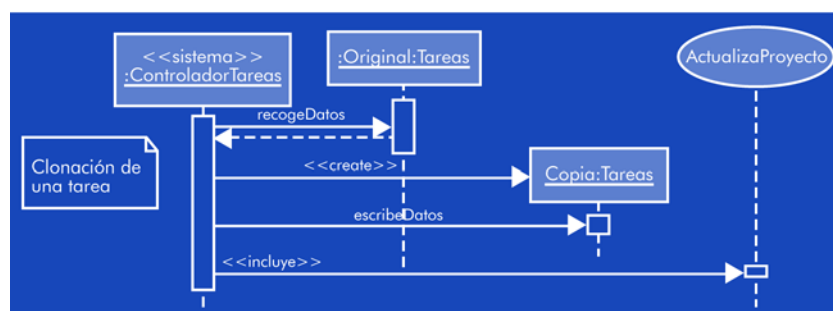 <<sistema>>
:ControladorTareas
:Original:Tareas
ActualizaProyecto
recogeDatos
Clonación de
una tarea
<<create>>
Copia:Tareas
escribeDatos
<<incluye>>